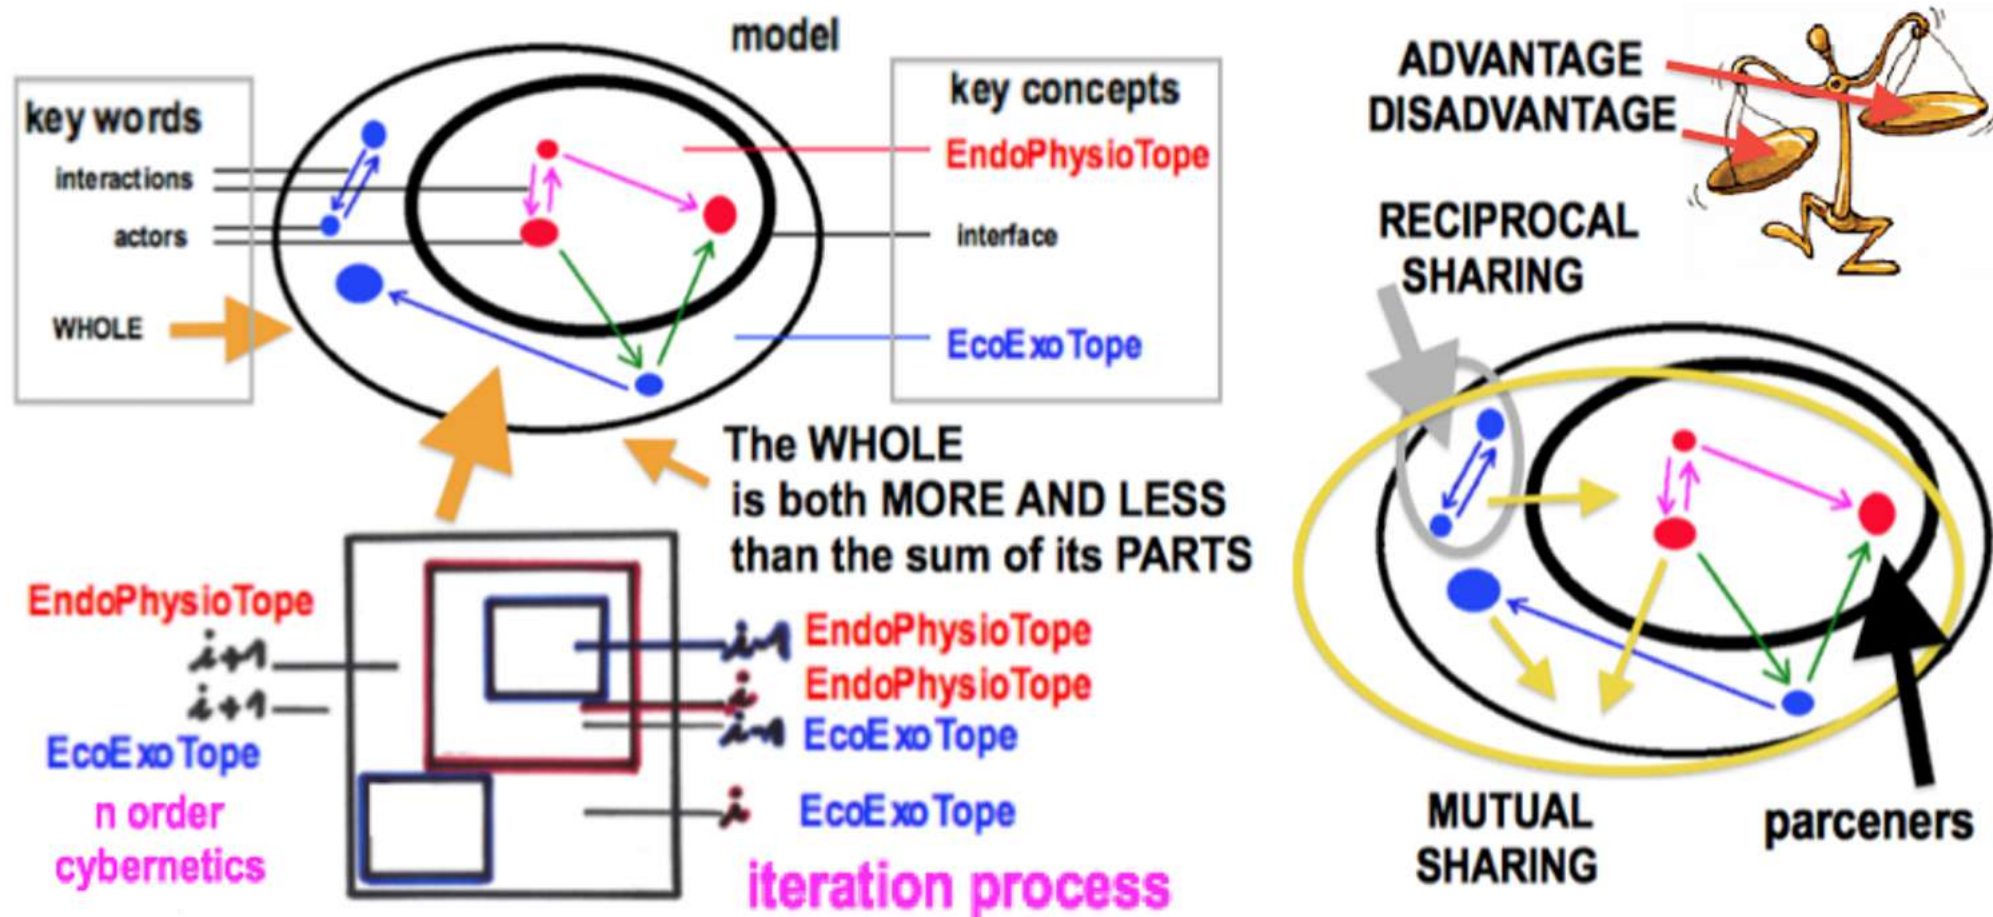 model
key words
interactions
actors
WHOLE
key concepts
EndoPhysioTope
interface
EcoExoTope
The WHOLE
is both MORE AND LESS
than the sum of its PARTS
EndoPhysioTope
i+1
i+1
EcoExoTope
n order
cybernetics
i-1 EndoPhysioTope
i EndoPhysioTope
i-1 EcoExoTope
i EcoExoTope
iteration process
ADVANTAGE
DISADVANTAGE
RECIPROCAL
SHARING
MUTUAL
SHARING
parceners